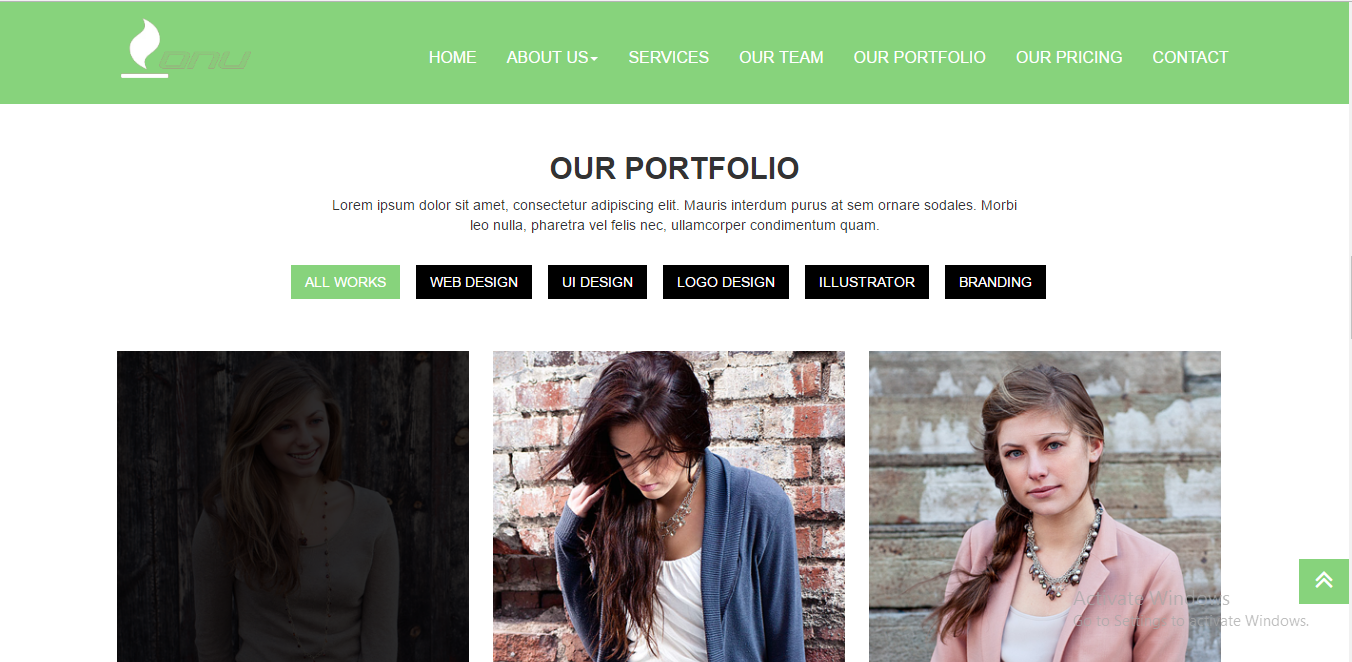 onu
HOME ABOUT US SERVICES OUR TEAM OUR PORTFOLIO OUR PRICING CONTACT
OUR PORTFOLIO
Lorem ipsum dolor sit amet, consectetur adipiscing elit. Mauris interdum purus at sem ornare sodales. Morbi
leo nulla, pharetra vel felis nec, ullamcorper condimentum quam.
ALL WORKS WEB DESIGN UI DESIGN LOGO DESIGN ILLUSTRATOR BRANDING
Activate Windows
Go to Settings to activate Windows.